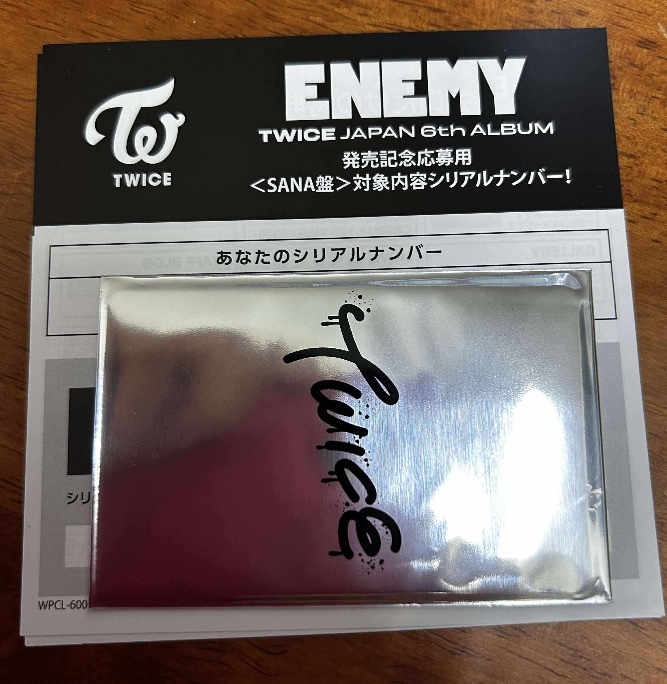 TWICE
ENEMY
TWICE JAPAN 6th ALBUM
発売記念応募用
<SANA盤>対象内容シリアルナンバー!
あなたのシリアルナンバー
Twice
シリ
WPCL-600